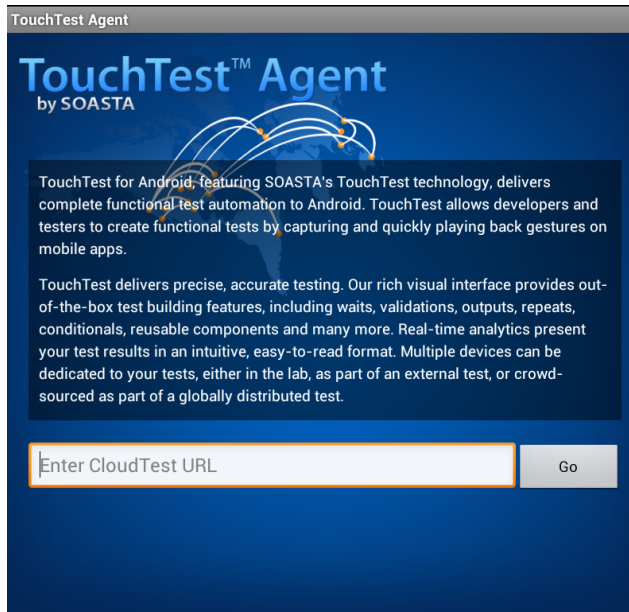 TouchTest Agent
TouchTest™ Agent
by SOASTA
TouchTest for Android, featuring SOASTA's TouchTest technology, delivers
complete functional test automation to Android. TouchTest allows developers and
testers to create functional tests by capturing and quickly playing back gestures on
mobile apps.
TouchTest delivers precise, accurate testing. Our rich visual interface provides out-
of-the-box test building features, including waits, validations, outputs, repeats,
conditionals, reusable components and many more. Real-time analytics present
your test results in an intuitive, easy-to-read format. Multiple devices can be
dedicated to your tests, either in the lab, as part of an external test, or crowd-
sourced as part of a globally distributed test.
Enter CloudTest URL
Go